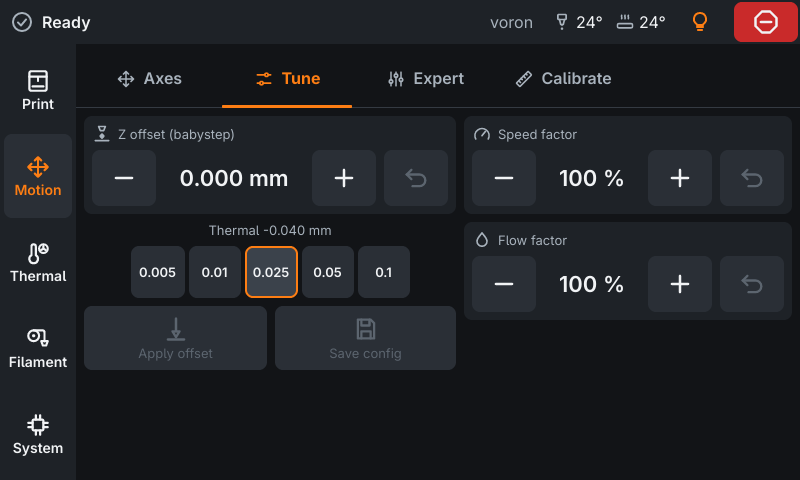 Ready
voron
24°
24°
Print
Motion
Thermal
Filament
System
Axes
Tune
Expert
Calibrate
Z offset (babystep)
0.000 mm
Thermal -0.040 mm
0.005
0.01
0.025
0.05
0.1
Apply offset
Save config
Speed factor
100 %
Flow factor
100 %